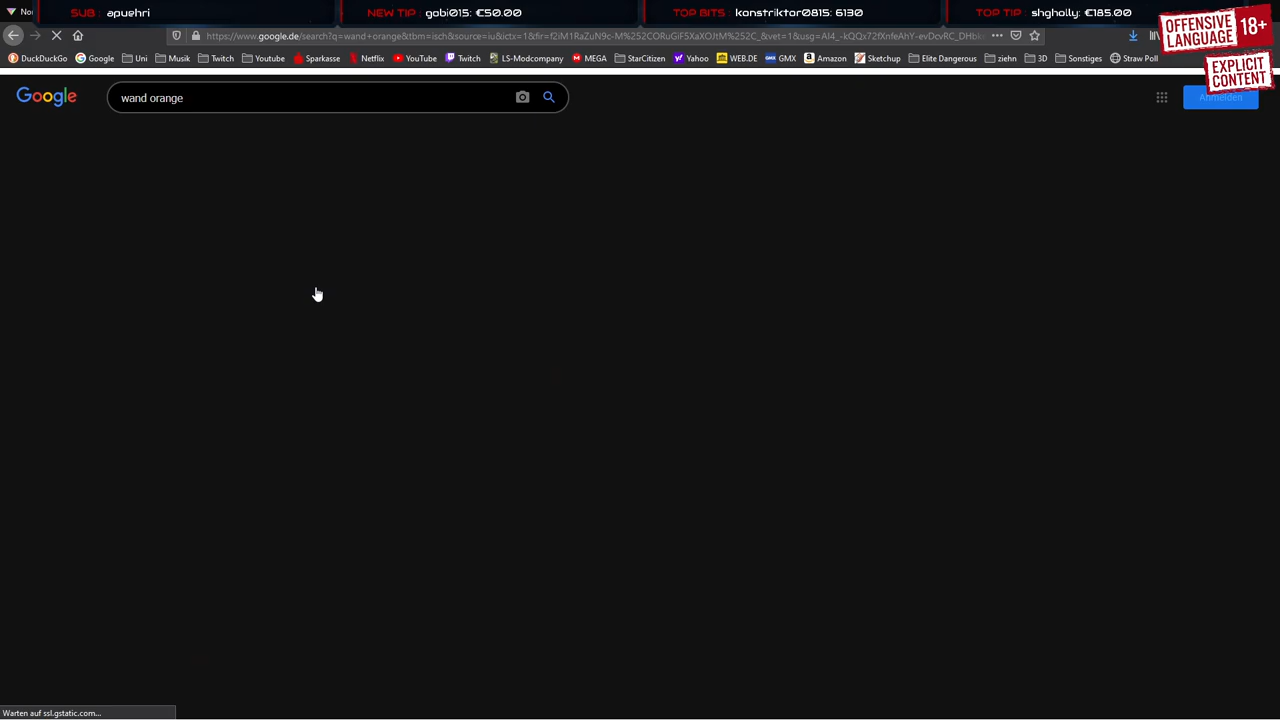 SUB apuehri NEW TIP gobi015: €50.00 TOP BITS konstriktor0815: 6130 TOP TIP shgholly: €185.00
OFFENSIVE LANGUAGE 18+
EXPLICIT CONTENT
DuckDuckGo Google Uni Musik Twitch Youtube Sparkasse Netflix YouTube Twitch LS-Modcompany MEGA StarCitizen Yahoo WEB.DE GMX Amazon Sketchup Elite Dangerous ziehn 3D Sonstiges Straw Poll
Google wand orange Anmelden
Warten auf ssl.gstatic.com...